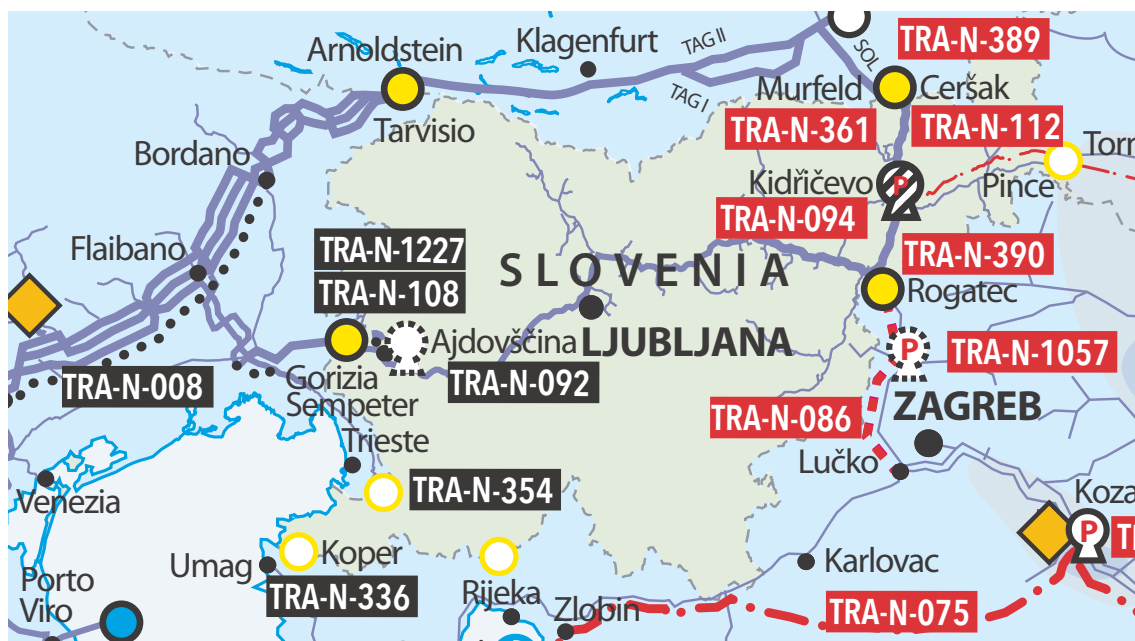 TRA-N-389
SOL
Klagenfurt
TAG II
Arnoldstein
TAG I
Murfeld
Ceršak
Tarvisio
TRA-N-361
TRA-N-112
Bordano
Kidřičevo
P
Pince
TRA-N-094
Flaibano
TRA-N-1227
TRA-N-390
SLOVENIA
TRA-N-108
Rogatec
Ajdovščina
LJUBLJANA
P
TRA-N-1057
TRA-N-008
Gorizia
Sempeter
TRA-N-092
TRA-N-086
ZAGREB
Trieste
Lučko
TRA-N-354
Venezia
P
Koper
Umag
Karlovac
Porto
Viro
TRA-N-336
Rijeka
Zlobin
TRA-N-075